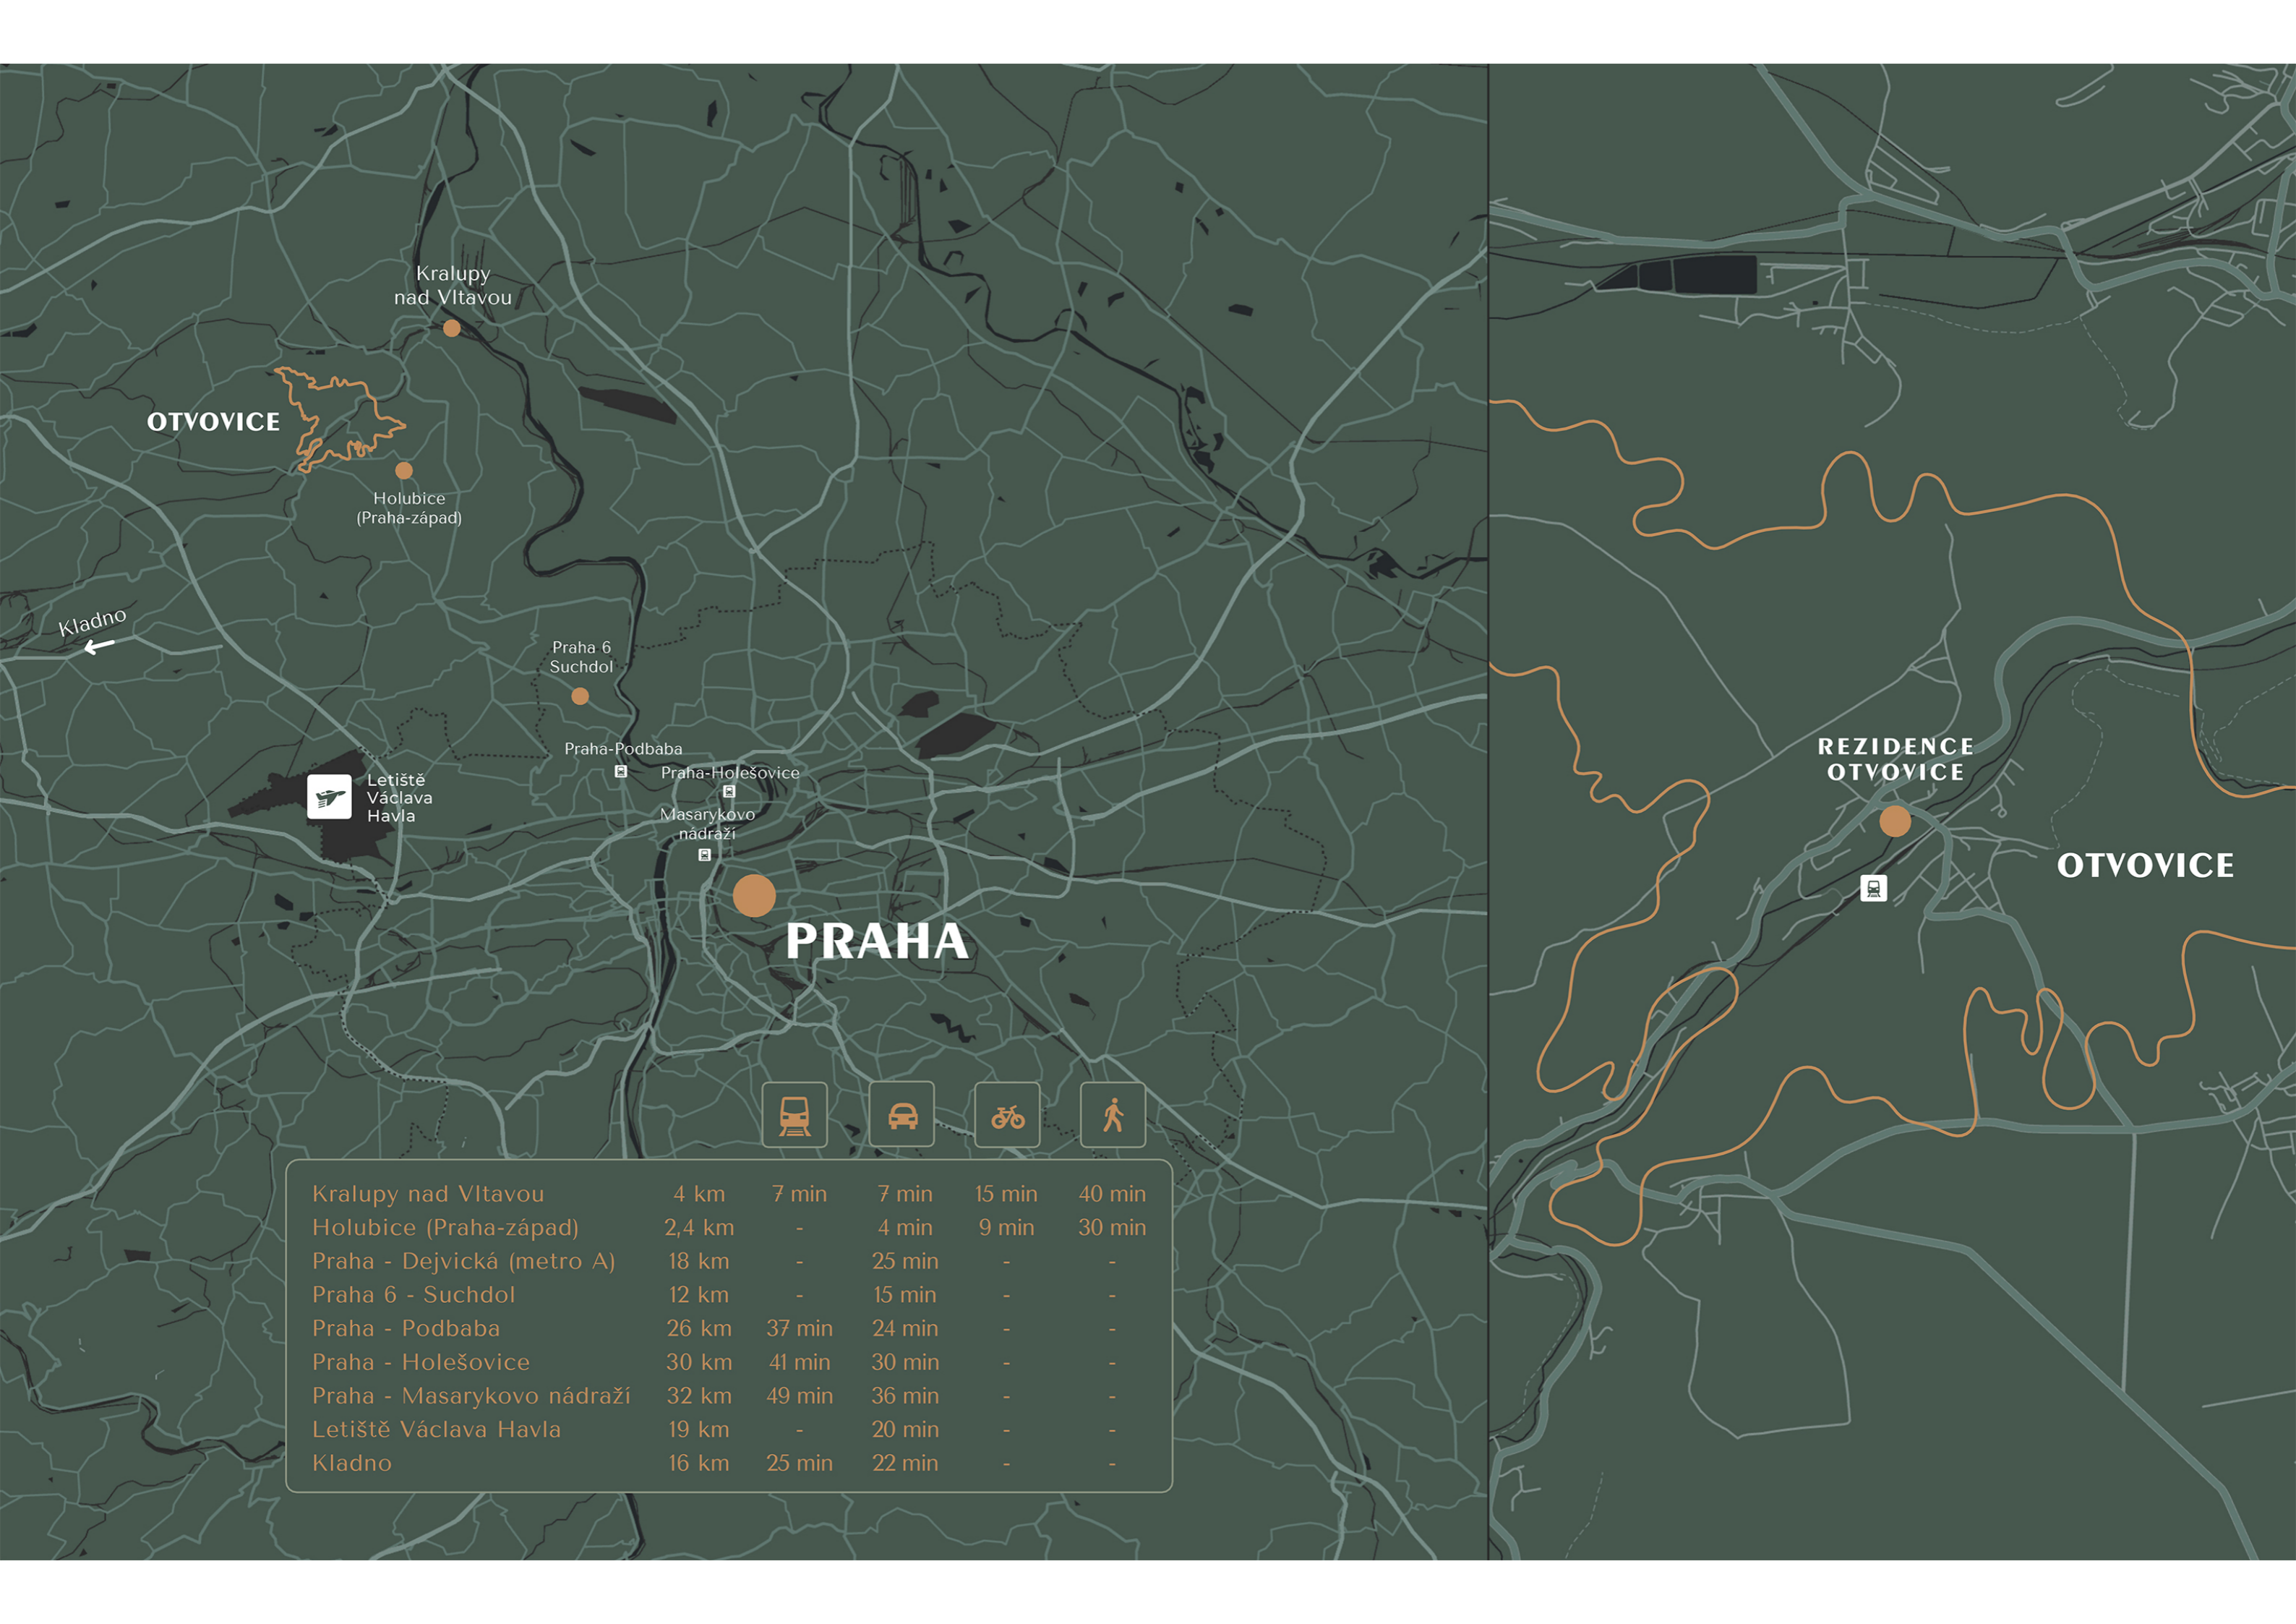 Kralupy
nad Vltavou
OTVOVICE
Holubice
(Praha-západ)
Kladno
Praha 6
Suchdol
Praha-Podbaba
Praha-Holešovice
Masarykovo
nádraží
Letiště
Václava
Havla
PRAHA
REZIDENCE
OTVOVICE
OTVOVICE
Kralupy nad Vltavou 4 km 7 min 7 min 15 min 40 min
Holubice (Praha-západ) 2,4 km - 4 min 9 min 30 min
Praha - Dejvická (metro A) 18 km - 25 min - -
Praha 6 - Suchdol 12 km - 15 min - -
Praha - Podbaba 26 km 37 min 24 min - -
Praha - Holešovice 30 km 41 min 30 min - -
Praha - Masarykovo nádraží 32 km 49 min 36 min - -
Letiště Václava Havla 19 km - 20 min - -
Kladno 16 km 25 min 22 min - -